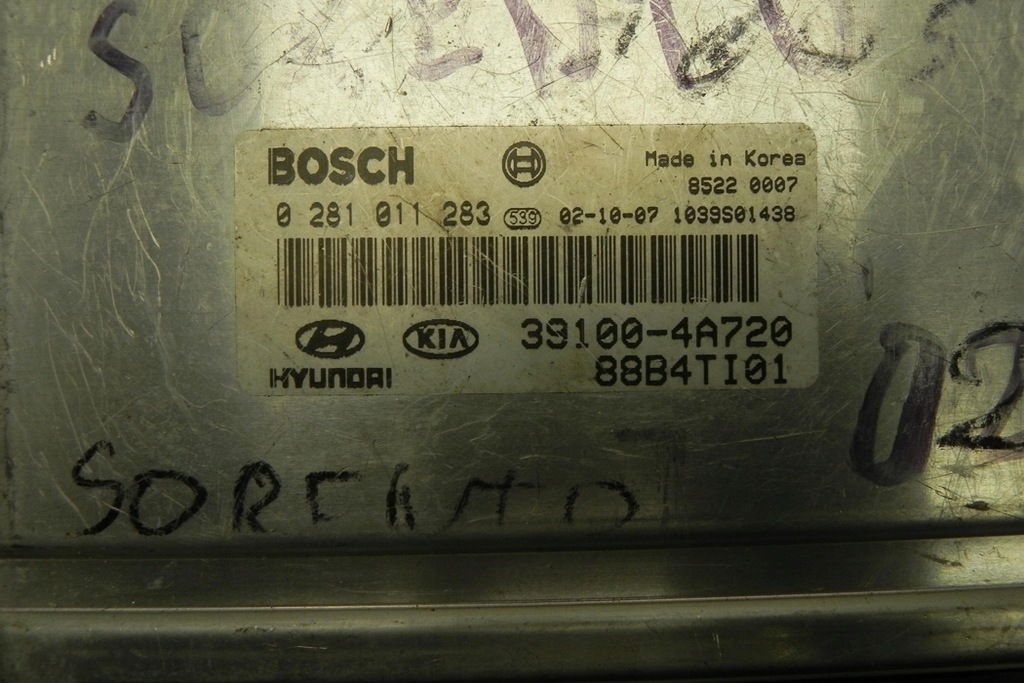 BOSCH Made in Korea
8522 0007
0 281 011 283 539 02-10-07 1039S01438
KIA 39100-4A720
HYUNDAI 88B4TI01
02
SORENTO